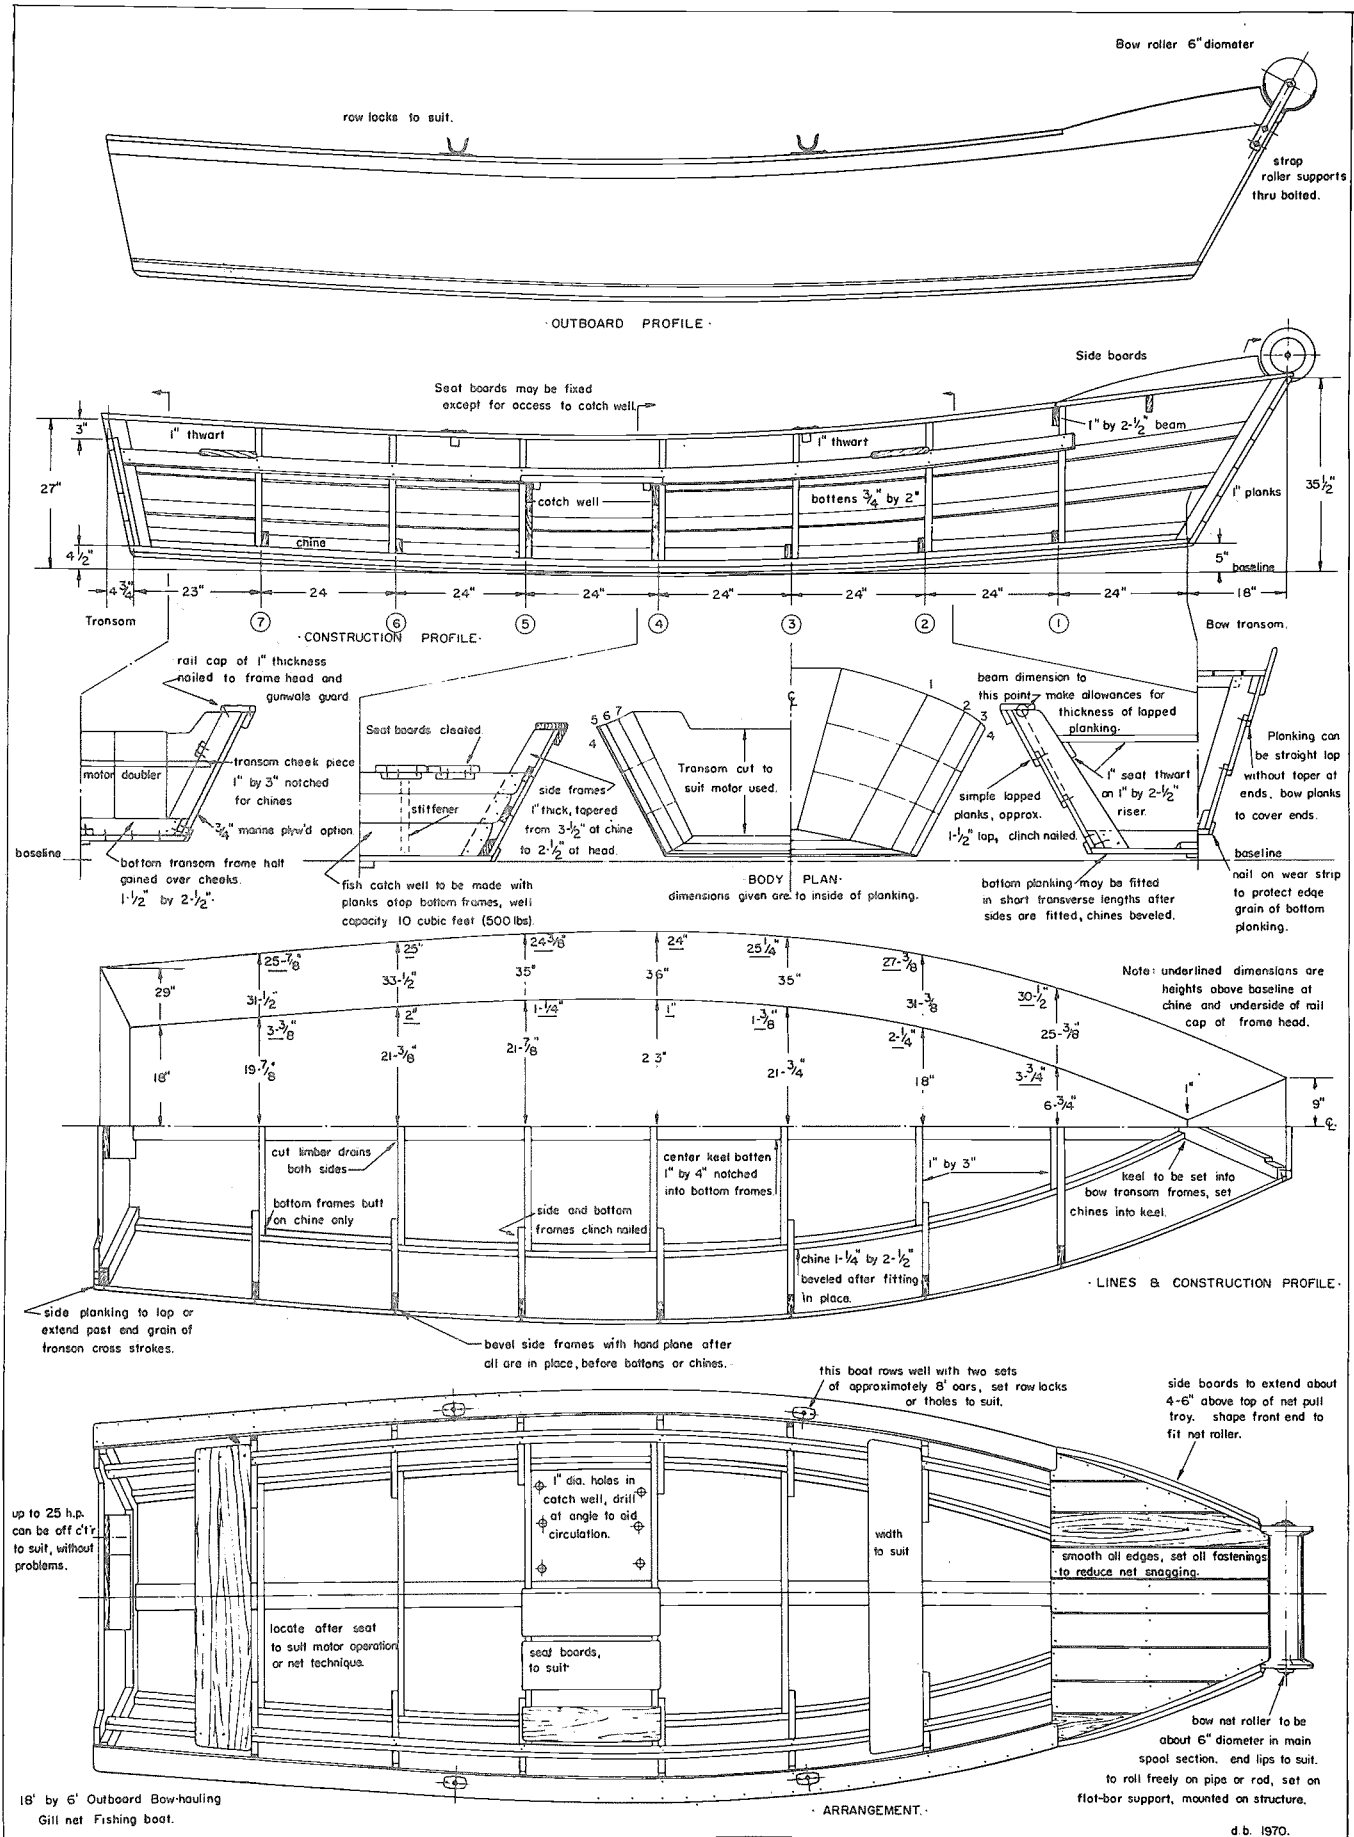 Bow roller 6" diameter
row locks to suit.
strap
roller supports
thru bolted.
· OUTBOARD PROFILE ·
Side boards
Seat boards may be fixed
except for access to catch well.
3"
1" thwart
1" thwart
1" by 2-½" beam
27"
catch well
battens ¾" by 2"
1" planks
35½"
chine
4½"
5"
baseline
4¾"
23"
24
24"
24"
24"
24"
24"
24"
18"
Transom
7
6
5
4
3
2
1
Bow transom.
· CONSTRUCTION PROFILE ·
rail cap of 1" thickness
nailed to frame head and
gunwale guard.
motor doubler
transom cheek piece
1" by 3" notched
for chines
¾" marine plyw'd option.
baseline
bottom transom frame half
gained over cheeks.
1-½" by 2-½".
Seat boards cleated.
stiffener
side frames
1" thick, tapered
from 3-½" at chine
to 2-½" at head.
fish catch well to be made with
planks atop bottom frames, well
capacity 10 cubic feet (500 lbs).
5 6 7
4
Transom cut to
suit motor used.
℄
1
2
3
4
· BODY PLAN ·
dimensions given are to inside of planking.
beam dimension to
this point - make allowances for
thickness of lapped
planking.
1" seat thwart
on 1" by 2-½"
riser.
simple lapped
planks, approx.
1-½" lap, clinch nailed.
bottom planking may be fitted
in short transverse lengths after
sides are fitted, chines beveled.
Planking can
be straight lap
without taper at
ends, bow planks
to cover ends.
baseline
nail on wear strip
to protect edge
grain of bottom
planking.
Note: underlined dimensions are
heights above baseline at
chine and underside of rail
cap at frame head.
25-⅞"
25"
24-⅜"
24"
25¼"
27-⅜"
30-½"
29"
31-½"
33-½"
35"
36"
35"
31-⅜
25-⅜"
3-⅜"
2"
1-¼"
1"
1-⅜"
2-¼"
3-¾"
1"
18"
19-⅞"
21-⅜"
21-⅞"
23"
21-¾"
18"
6-¾"
9"
℄
cut limber drains
both sides
bottom frames butt
on chine only
side and bottom
frames clinch nailed
center keel batten
1" by 4" notched
into bottom frames.
1" by 3"
keel to be set into
bow transom frames, set
chines into keel.
chine 1-¼" by 2-½"
beveled after fitting
in place.
· LINES & CONSTRUCTION PROFILE ·
side planking to lap or
extend past end grain of
tronson cross strokes.
bevel side frames with hand plane after
all are in place, before battons or chines.
this boat rows well with two sets
of approximately 8' oars, set row locks
or tholes to suit.
side boards to extend about
4-6" above top of net pull
tray. shape front end to
fit net roller.
up to 25 h.p.
can be off c't'r
to suit, without
problems.
1" dia. holes in
catch well, drill
at angle to aid
circulation.
width
to suit
smooth all edges, set all fastenings
to reduce net snagging.
locate after seat
to suit motor operation
or net technique.
seat boards,
to suit
bow net roller to be
about 6" diameter in main
spool section. end lips to suit.
to roll freely on pipe or rod, set on
flat-bar support, mounted on structure.
18' by 6' Outboard Bow-hauling
Gill net Fishing boat.
· ARRANGEMENT ·
d.b. 1970.